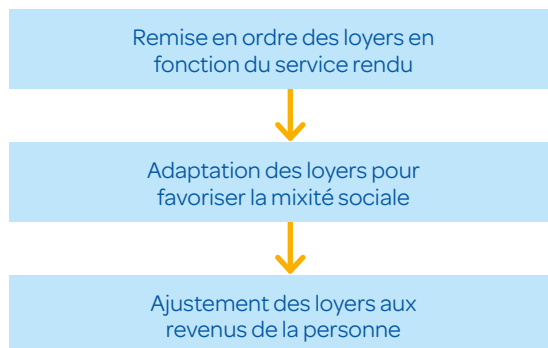 Remise en ordre des loyers en
fonction du service rendu
Adaptation des loyers pour
favoriser la mixité sociale
Ajustement des loyers aux
revenus de la personne